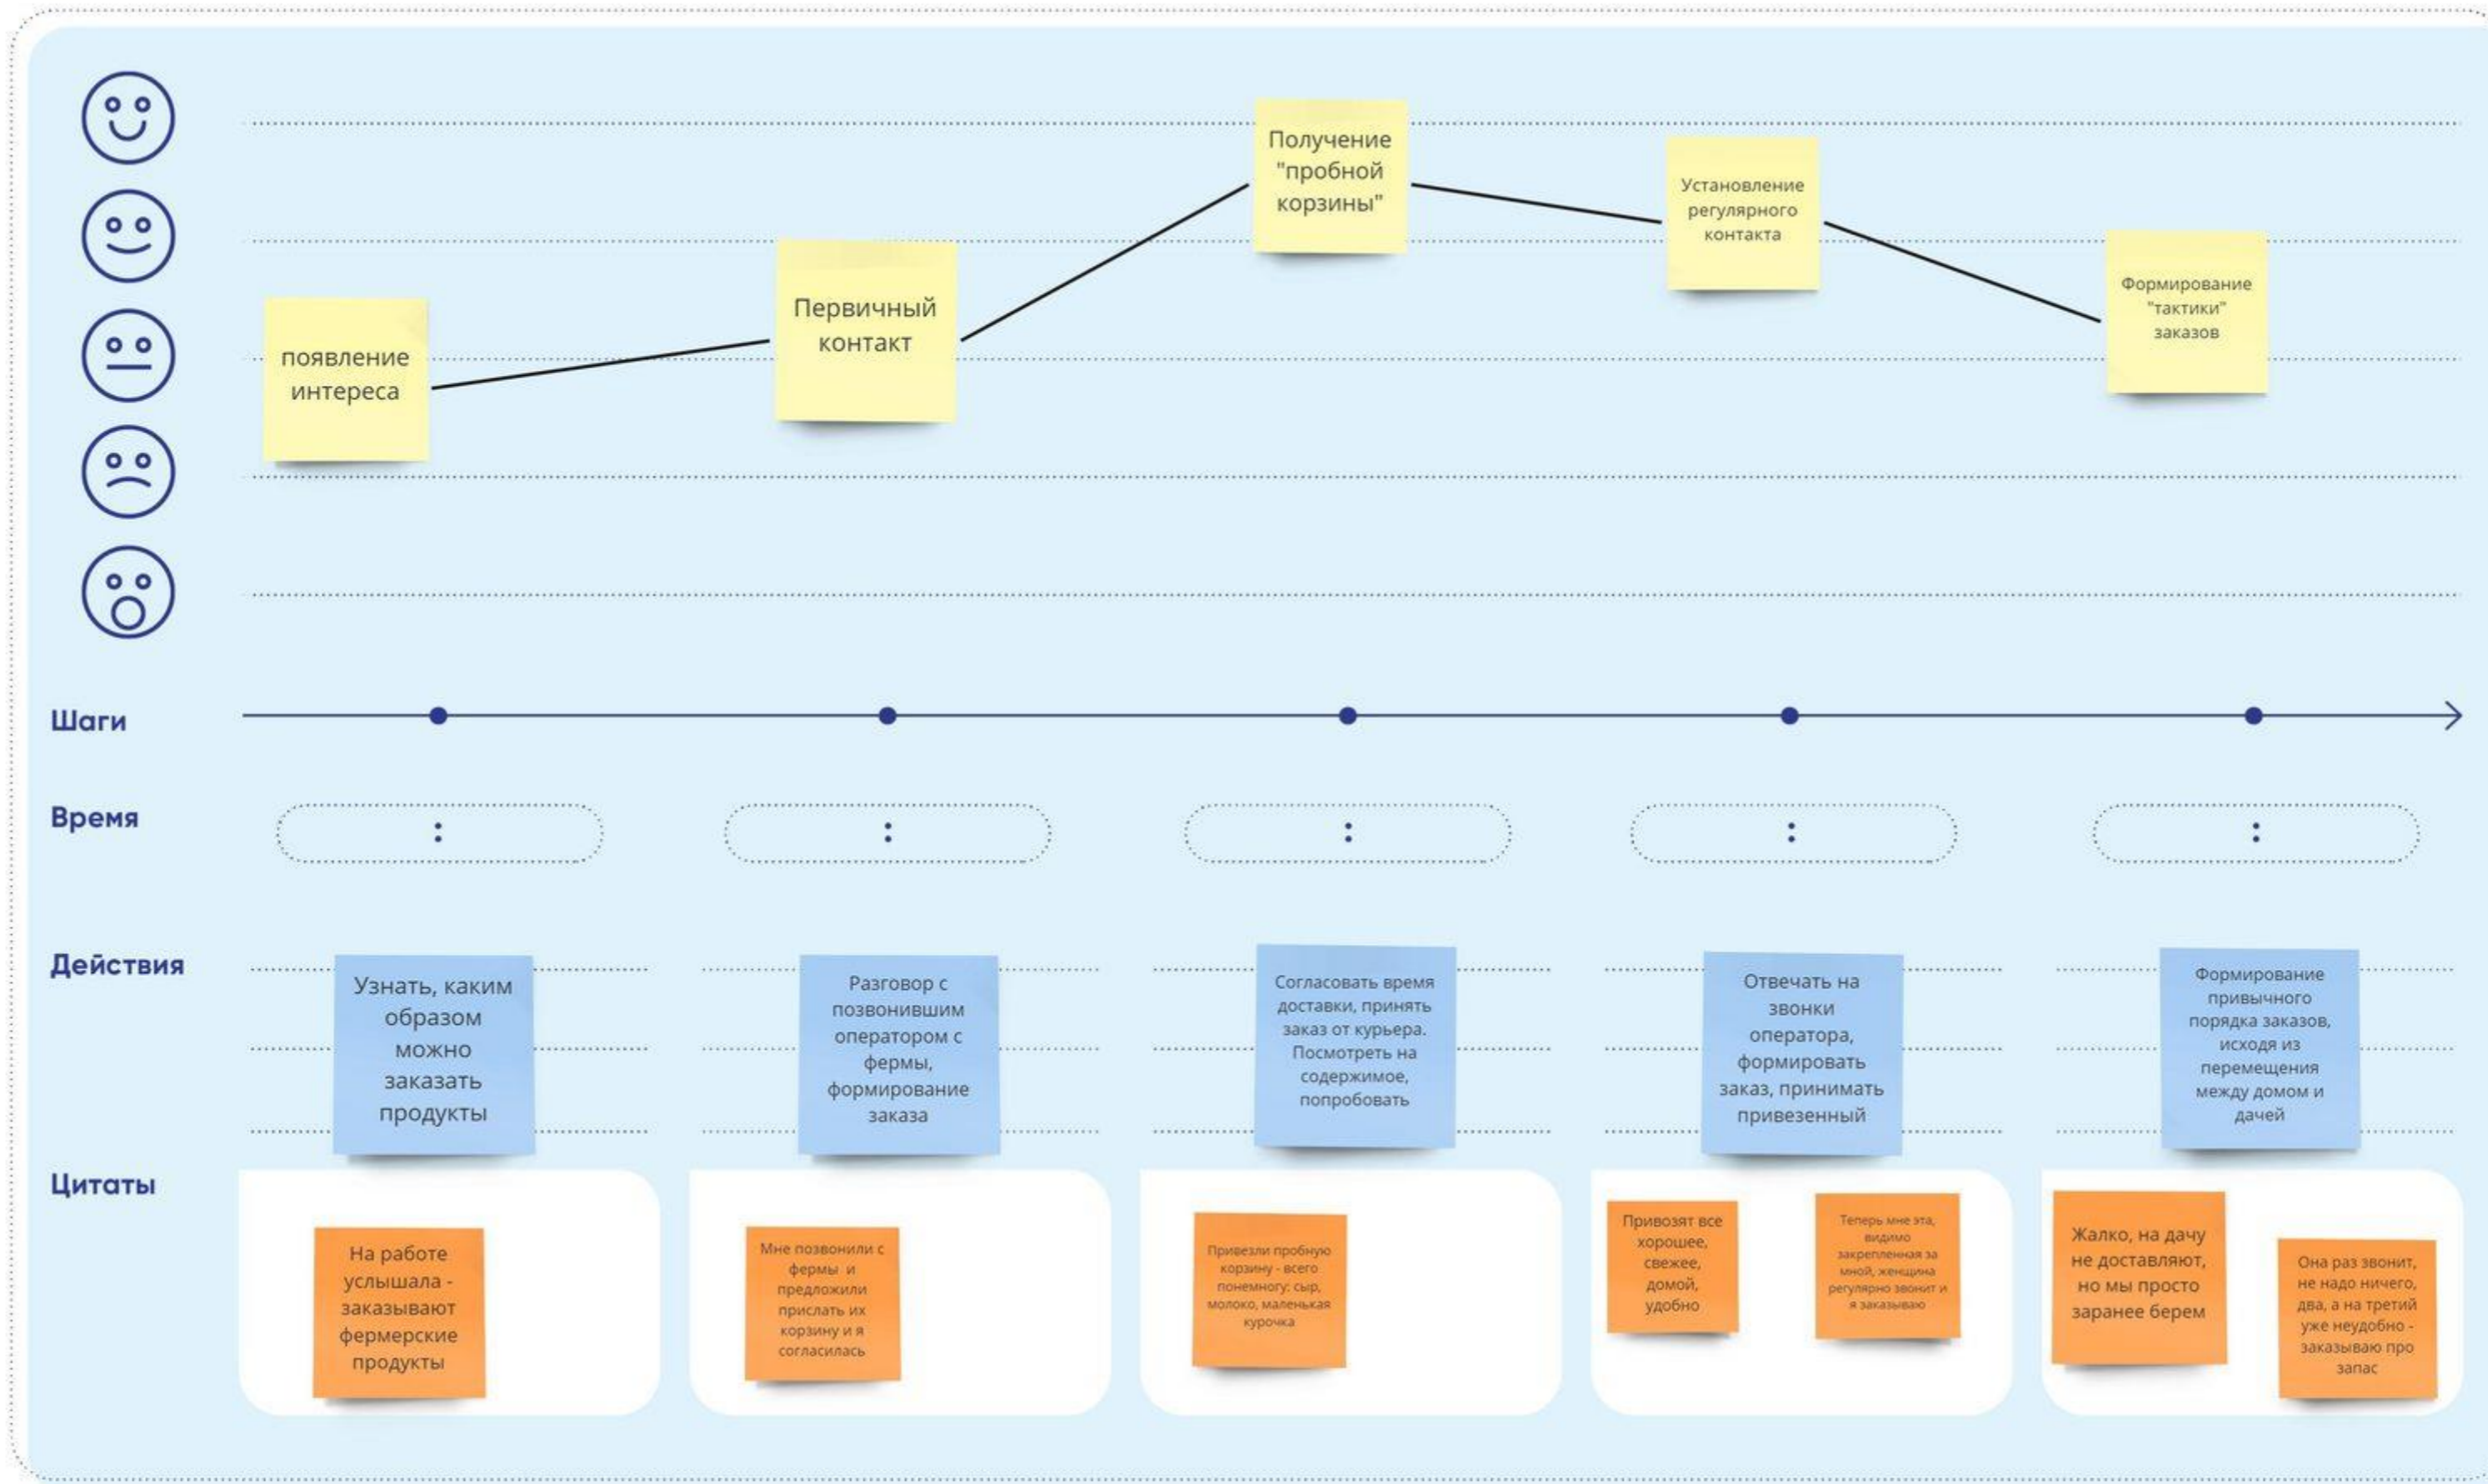 появление
интереса
Первичный
контакт
Получение
"пробной
корзины"
Установление
регулярного
контакта
Формирование
"тактики"
заказов
Шаги
Время
:
:
:
:
:
Действия
Узнать, каким
образом
можно
заказать
продукты
Разговор с
позвонившим
оператором с
фермы,
формирование
заказа
Согласовать время
доставки, принять
заказ от курьера.
Посмотреть на
содержимое,
попробовать
Отвечать на
звонки
оператора,
формировать
заказ, принимать
привезенный
Формирование
привычного
порядка заказов,
исходя из
перемещения
между домом и
дачей
Цитаты
На работе
услышала -
заказывают
фермерские
продукты
Мне позвонили с
фермы и
предложили
прислать их
корзину и я
согласилась
Привезли пробную
корзину - всего
понемногу: сыр,
молоко, маленькая
курочка
Привозят все
хорошее,
свежее,
домой,
удобно
Теперь мне эта,
видимо
закрепленная за
мной, женщина
регулярно звонит и
я заказываю
Жалко, на дачу
не доставляют,
но мы просто
заранее берем
Она раз звонит,
не надо ничего,
два, а на третий
уже неудобно -
заказываю про
запас